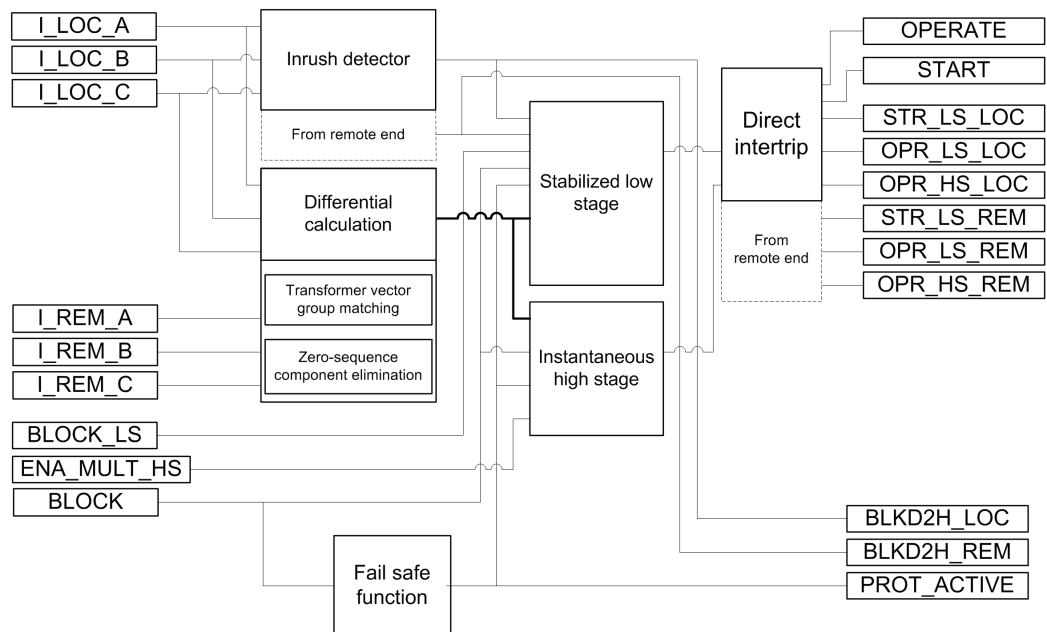 I_LOC_A
I_LOC_B
I_LOC_C
I_REM_A
I_REM_B
I_REM_C
BLOCK_LS
ENA_MULT_HS
BLOCK
Inrush detector
From remote end
Differential
calculation
Transformer vector
group matching
Zero-sequence
component elimination
Fail safe
function
Stabilized low
stage
Instantaneous
high stage
Direct
intertrip
From
remote end
OPERATE
START
STR_LS_LOC
OPR_LS_LOC
OPR_HS_LOC
STR_LS_REM
OPR_LS_REM
OPR_HS_REM
BLKD2H_LOC
BLKD2H_REM
PROT_ACTIVE